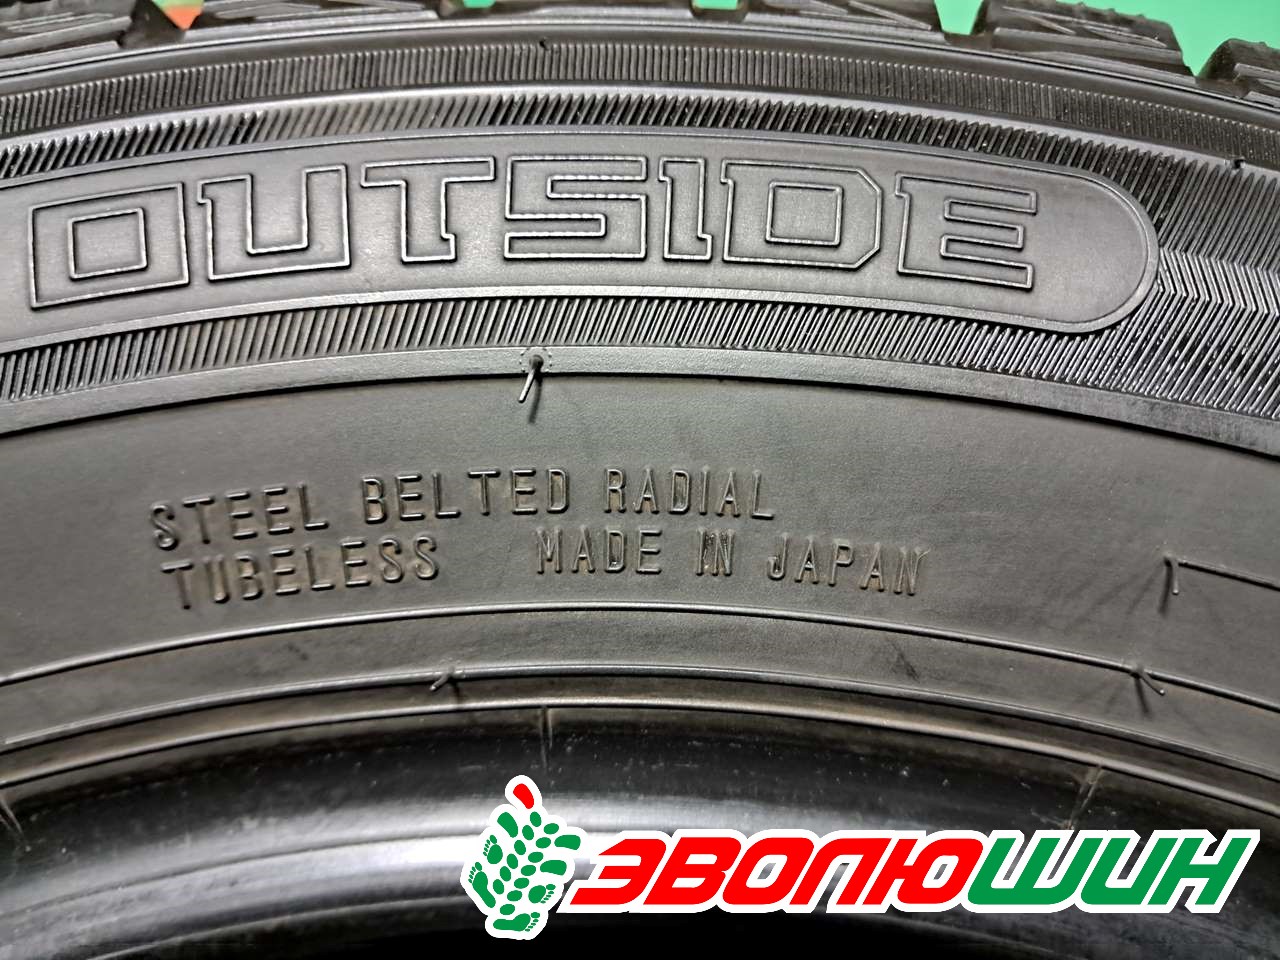 OUTSIDE
STEEL BELTED RADIAL
TUBELESS MADE IN JAPAN
ЭВОЛЮШИН